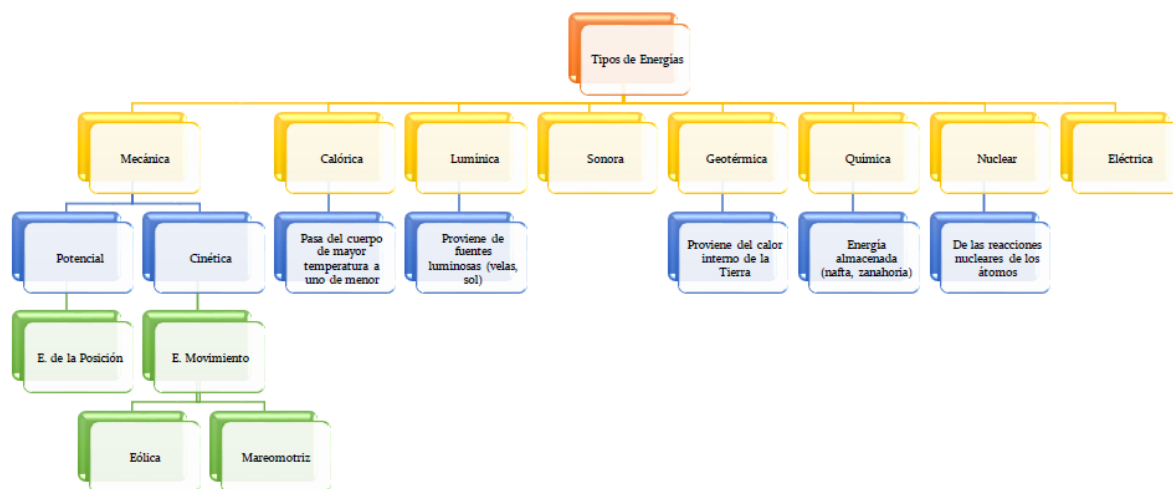 Tipos de Energías
Mecánica
Calórica
Lumínica
Sonora
Geotérmica
Química
Nuclear
Eléctrica
Potencial
Cinética
Pasa del cuerpo
de mayor
temperatura a
uno de menor
Proviene de
fuentes
luminosas (velas,
sol)
Proviene del calor
interno de la
Tierra
Energía
almacenada
(nafta, zanahoria)
De las reacciones
nucleares de los
átomos
E. de la Posición
E. Movimiento
Eólica
Mareomotriz